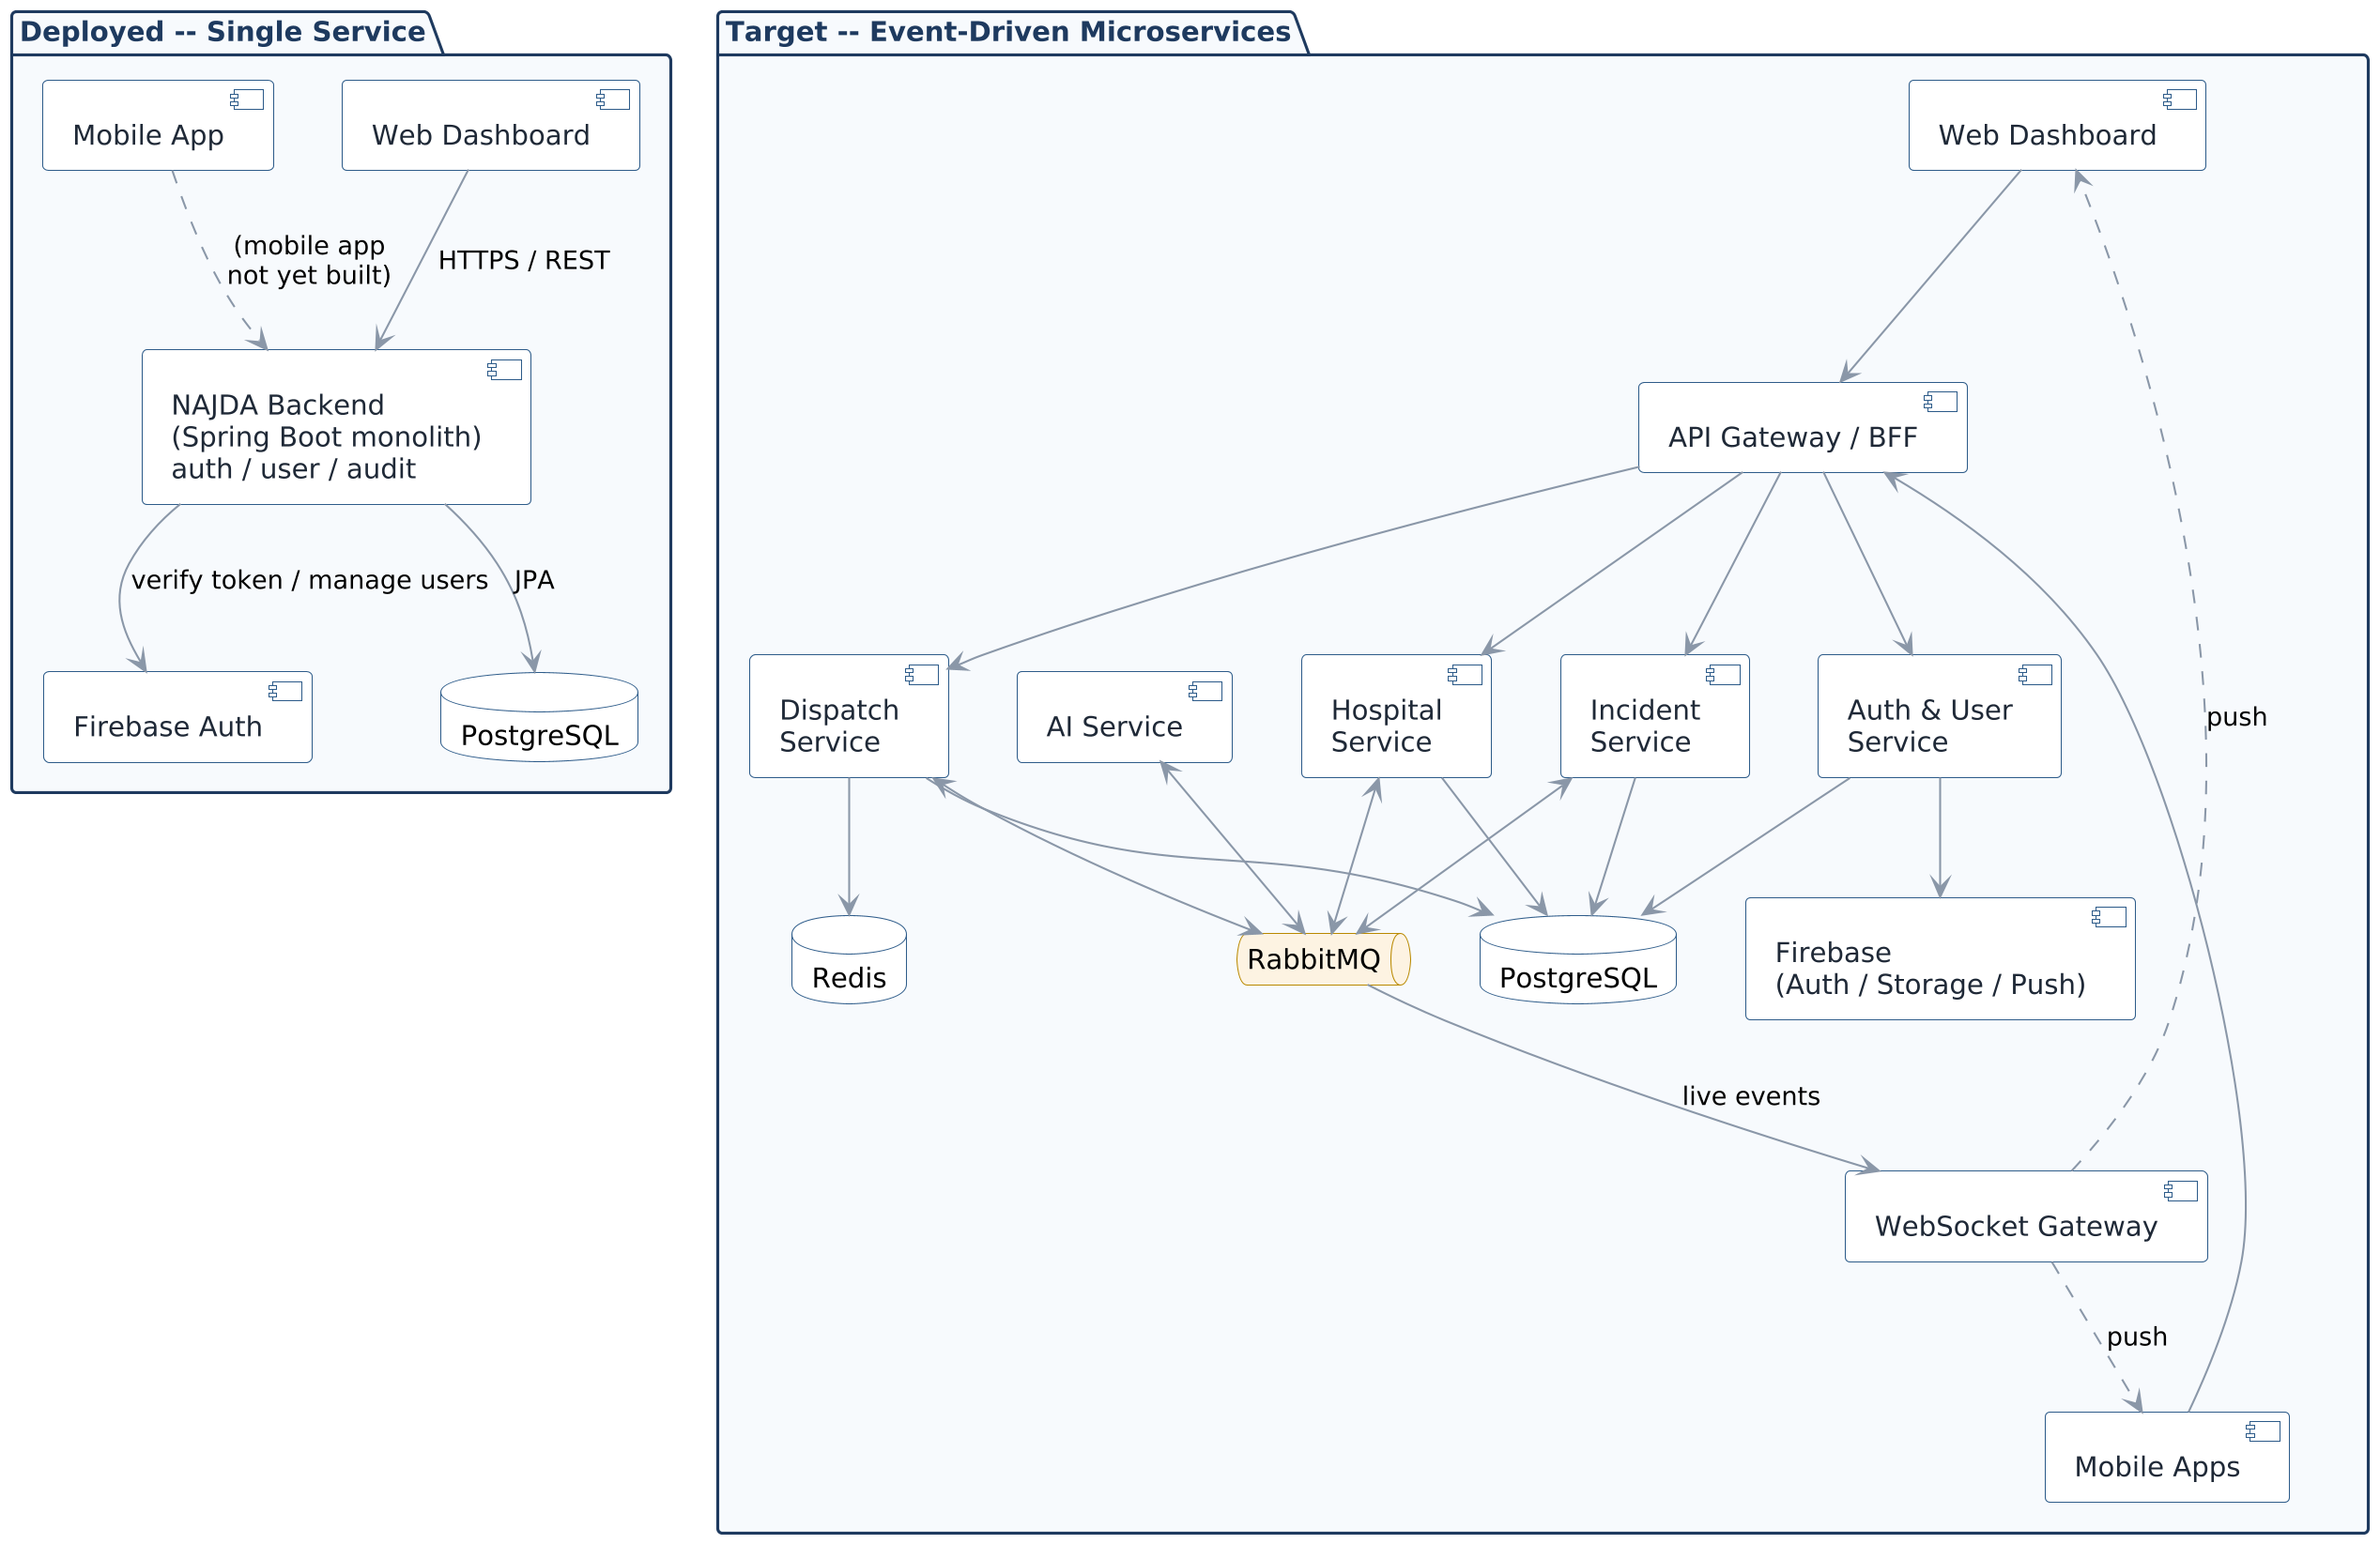 Deployed -- Single Service
Mobile App
Web Dashboard
(mobile app
not yet built)
HTTPS / REST
NAJDA Backend
(Spring Boot monolith)
auth / user / audit
verify token / manage users
JPA
Firebase Auth
PostgreSQL
Target -- Event-Driven Microservices
Web Dashboard
API Gateway / BFF
Dispatch
Service
AI Service
Hospital
Service
Incident
Service
Auth & User
Service
push
Redis
RabbitMQ
PostgreSQL
Firebase
(Auth / Storage / Push)
live events
WebSocket Gateway
push
Mobile Apps